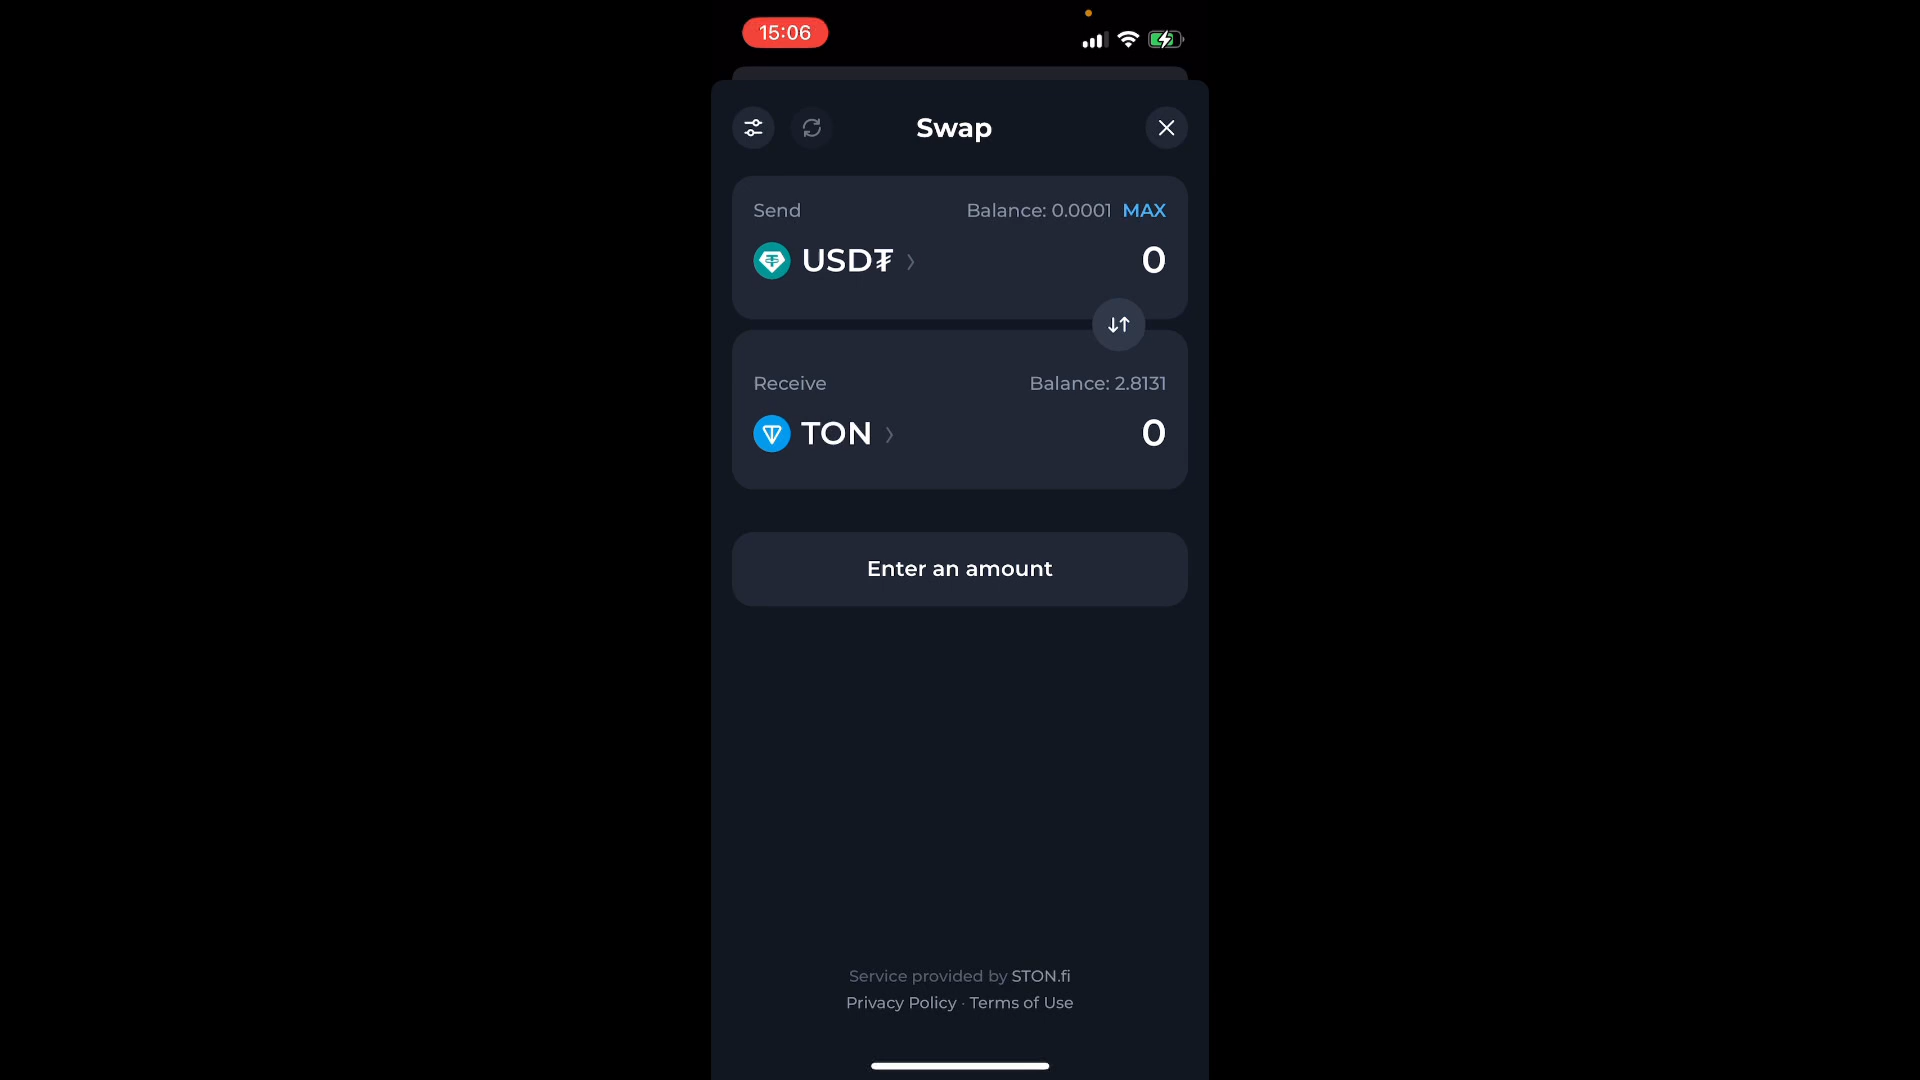 15:06
Swap
Send Balance: 0.0001 MAX
USD₮ 0
Receive Balance: 2.8131
TON 0
Enter an amount
Service provided by STON.fi
Privacy Policy · Terms of Use